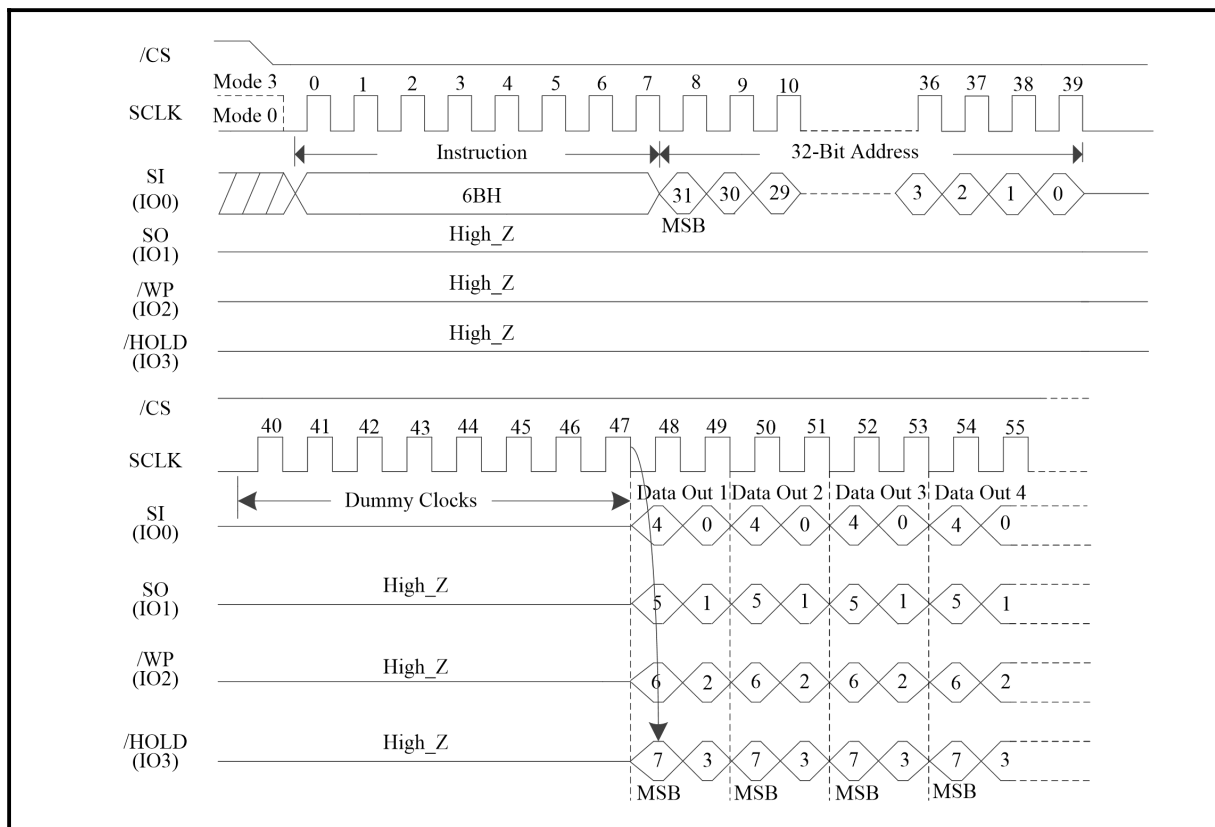 /CS
Mode 3 0 1 2 3 4 5 6 7 8 9 10 36 37 38 39
SCLK Mode 0
Instruction 32-Bit Address
SI
(IO0) 6BH 31 30 29 3 2 1 0
MSB
SO
(IO1) High_Z
/WP
(IO2) High_Z
/HOLD
(IO3) High_Z
/CS
40 41 42 43 44 45 46 47 48 49 50 51 52 53 54 55
SCLK
Dummy Clocks Data Out 1 Data Out 2 Data Out 3 Data Out 4
SI
(IO0) 4 0 4 0 4 0 4 0
SO
(IO1) High_Z 5 1 5 1 5 1 5 1
/WP
(IO2) High_Z 6 2 6 2 6 2 6 2
/HOLD
(IO3) High_Z 7 3 7 3 7 3 7 3
MSB MSB MSB MSB